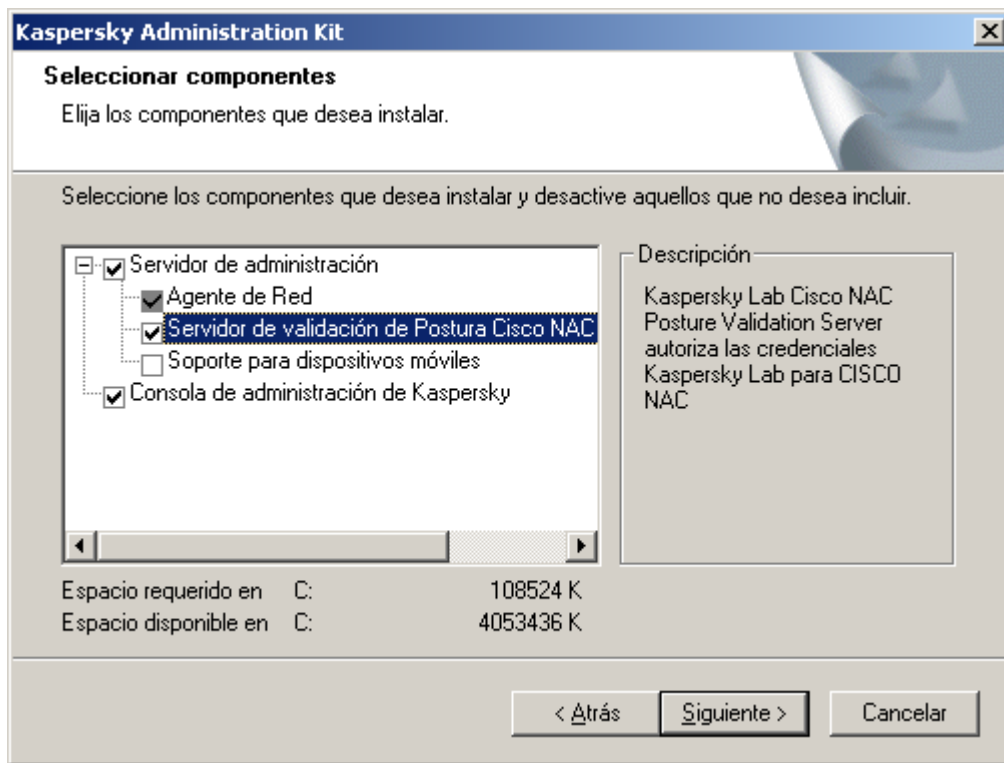 Kaspersky Administration Kit
Seleccionar componentes
Elija los componentes que desea instalar.
Seleccione los componentes que desea instalar y desactive aquellos que no desea incluir.
Servidor de administración
Agente de Red
Servidor de validación de Postura Cisco NAC
Soporte para dispositivos móviles
Consola de administración de Kaspersky
Descripción
Kaspersky Lab Cisco NAC
Posture Validation Server
autoriza las credenciales
Kaspersky Lab para CISCO
NAC
Espacio requerido en C: 108524 K
Espacio disponible en C: 4053436 K
< Atrás Siguiente > Cancelar